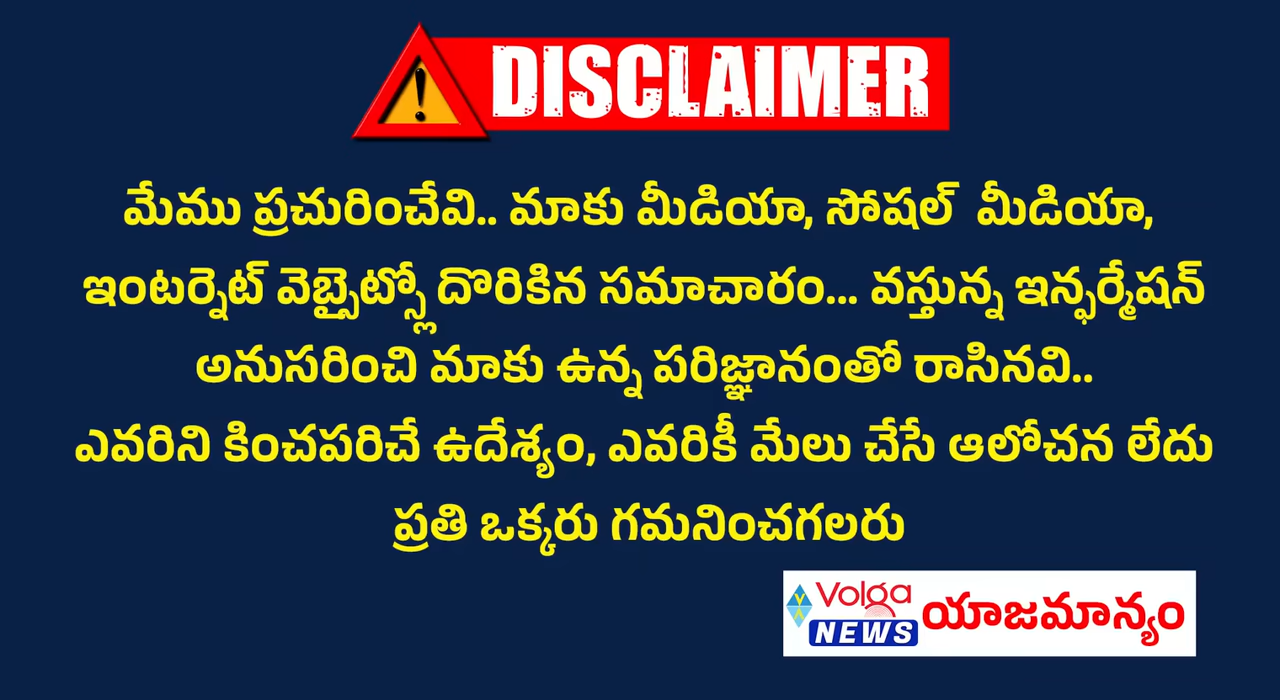 DISCLAIMER
మేము ప్రచురించేవి.. మాకు మీడియా, సోషల్ మీడియా,
ఇంటర్నెట్ వెబ్సైట్స్లో దొరికిన సమాచారం... వస్తున్న ఇన్ఫర్మేషన్
అనుసరించి మాకు ఉన్న పరిజ్ఞానంతో రాసినవి..
ఎవరిని కించపరిచే ఉదేశ్యం, ఎవరికీ మేలు చేసే ఆలోచన లేదు
ప్రతి ఒక్కరు గమనించగలరు
Volga
NEWS యాజమాన్యం